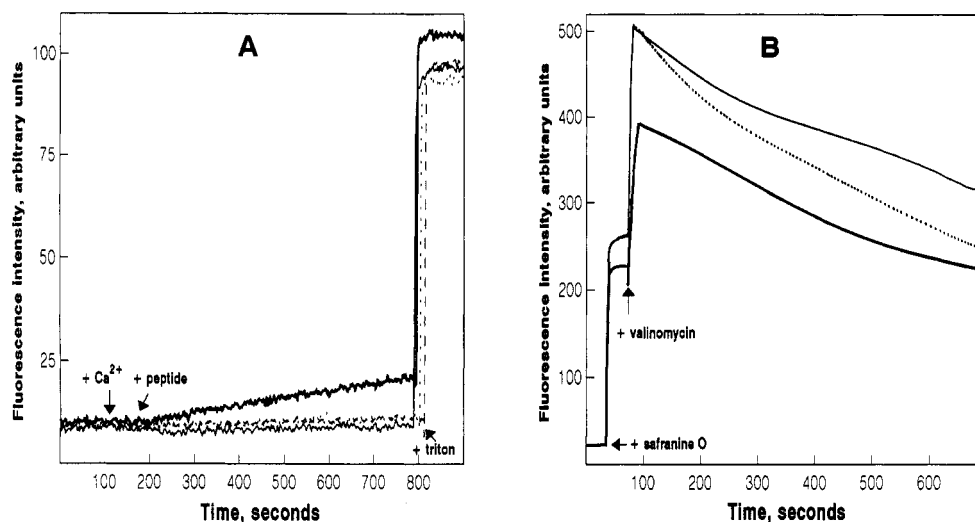 A
Fluorescence intensity, arbitrary units
100
75
50
25
+ Ca2+
+ peptide
+ triton
100 200 300 400 500 600 700 800
Time, seconds
B
Fluorescence intensity, arbitrary units
500
400
300
200
100
+ valinomycin
+ safranine O
100 200 300 400 500 600
Time, seconds